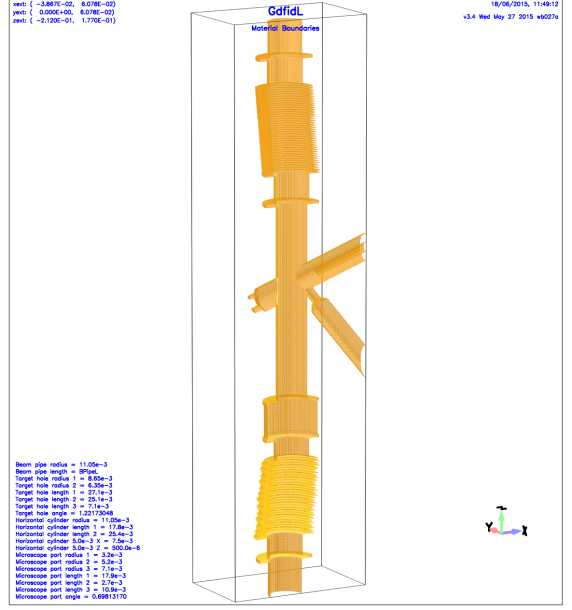 xext: ( -3.867E-02, 6.078E-02)
yext: ( 0.000E+00, 6.078E-02)
zext: ( -2.120E-01, 1.770E-01)
GdfidL
Material Boundaries
18/06/2015, 11:49:12
v3.4 Wed May 27 2015 wb027a
Beam pipe radius = 11.05e-3
Beam pipe length = BPipeL
Target hole radius 1 = 8.65e-3
Target hole radius 2 = 6.35e-3
Target hole length 1 = 27.1e-3
Target hole length 2 = 25.1e-3
Target hole length 3 = 7.1e-3
Target hole angle = 1.22173048
Horizontal cylinder radius = 11.05e-3
Horizontal cylinder length 1 = 17.8e-3
Horizontal cylinder length 2 = 25.4e-3
Horizontal cylinder 5.0e-3 X = 7.5e-3
Horizontal cylinder 5.0e-3 Z = 500.0e-6
Microscope part radius 1 = 3.2e-3
Microscope part radius 2 = 5.2e-3
Microscope part radius 3 = 7.1e-3
Microscope part length 1 = 17.9e-3
Microscope part length 2 = 2.7e-3
Microscope part length 3 = 10.9e-3
Microscope part angle = 0.69813170
Z
Y
X